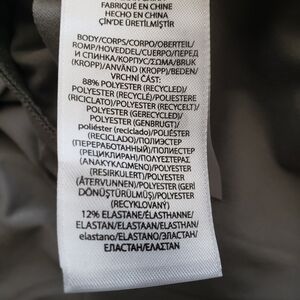 FABRIQUÉ EN CHINE
HECHO EN CHINA
ÇİN'DE ÜRETİLMİŞTİR
BODY/CORPS/CORPO/OBERTEIL/
ROMP/HOVEDDEL/CUERPO/ПЕРЕД
И СПИНКА/КОРПУС/ΣΩΜΑ/BRUK
(KROPP)/ANVÄND (KROPP)/BEDEN/
VRCHNÍ ČÁST:
88% POLYESTER (RECYCLED)/
POLYESTER (RECYCLÉ)/POLIESTERE
(RICICLATO)/POLYESTER (RECYCELT)/
POLYESTER (GERECYCLED)/
POLYESTER (GENBRUGT)/
poliéster (reciclado)/POLIÉSTER
(RECICLADO)/ПОЛИЭСТЕР
(ПЕРЕРАБОТАННЫЙ)/ПОЛИЕСТЕР
(РЕЦИКЛИРАН)/ΠΟΛΥΕΣΤΕΡΑΣ
(ΑΝΑΚΥΚΛΩΜΕΝΟ)/POLYESTER
(RESIRKULERT)/POLYESTER
(ÅTERVUNNEN)/POLYESTER (GERİ
DÖNÜŞTÜRÜLMÜŞ)/POLYESTER
(RECYKLOVANÝ)
12% ELASTANE/ÉLASTHANNE/
ELASTAN/ELASTAAN/ELASTHAN/
elastano/ELASTANO/ЭЛАСТАН/
ЕЛАСТАН/ΕΛΑΣΤΑΝ